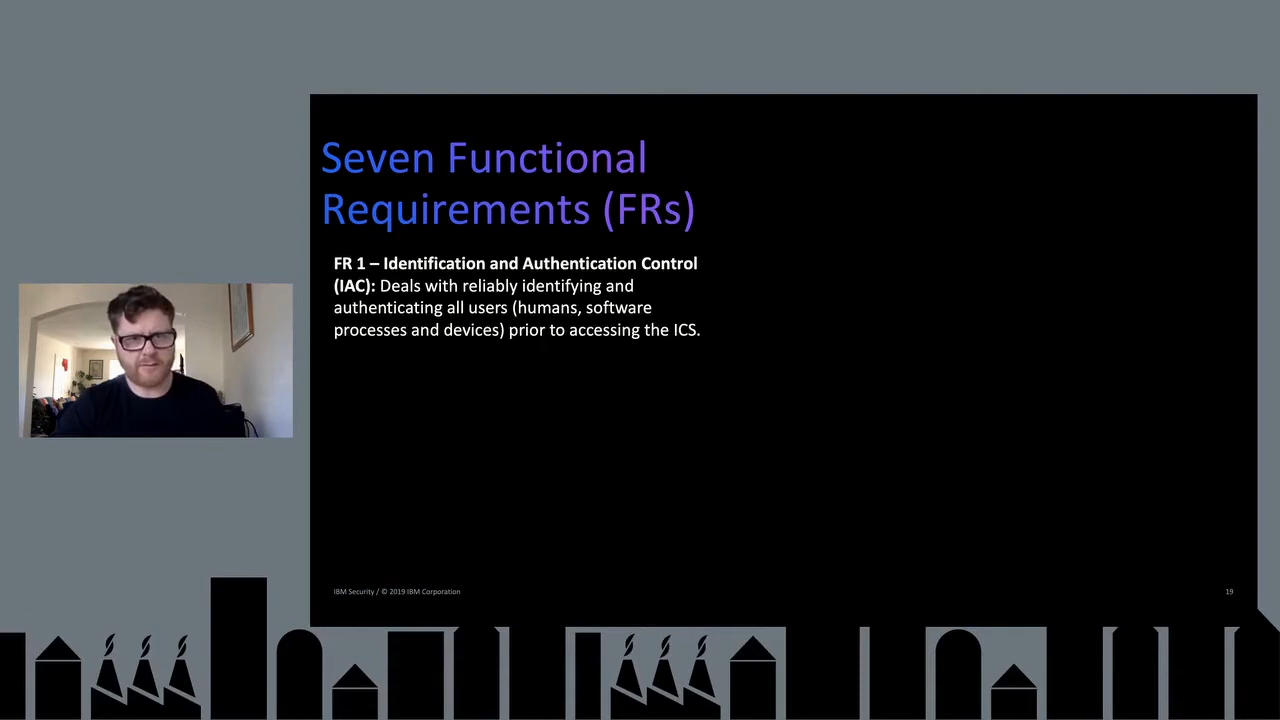 Seven Functional
Requirements (FRs)
FR 1 – Identification and Authentication Control
(IAC): Deals with reliably identifying and
authenticating all users (humans, software
processes and devices) prior to accessing the ICS.
IBM Security / © 2019 IBM Corporation
19